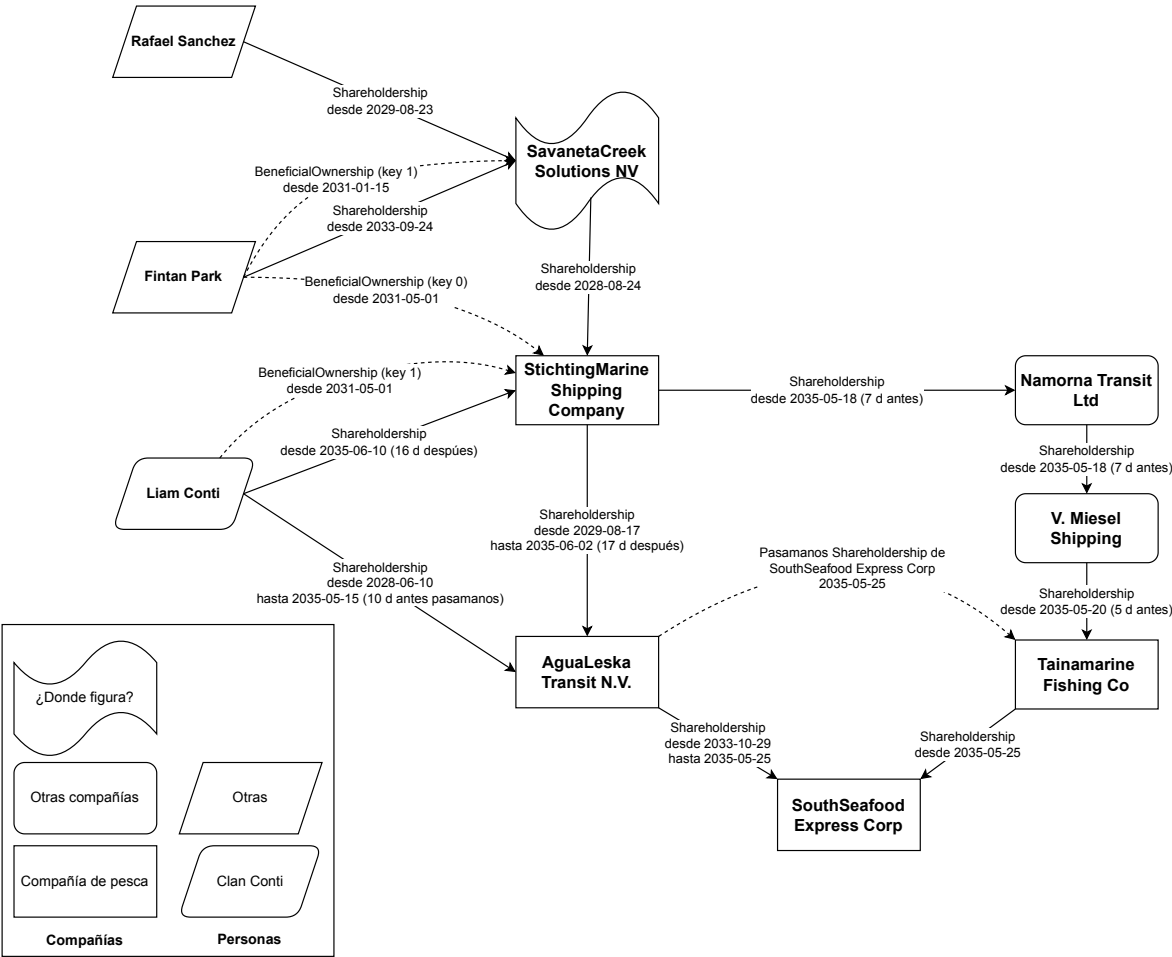 Rafael Sanchez
Shareholdership
desde 2029-08-23
SavanetaCreek
Solutions NV
BeneficialOwnership (key 1)
desde 2031-01-15
Shareholdership
desde 2033-09-24
Fintan Park
BeneficialOwnership (key 0)
desde 2031-05-01
Shareholdership
desde 2028-08-24
BeneficialOwnership (key 1)
desde 2031-05-01
StichtingMarine
Shipping
Company
Shareholdership
desde 2035-05-18 (7 d antes)
Namorna Transit
Ltd
Shareholdership
desde 2035-06-10 (16 d despúes)
Liam Conti
Shareholdership
desde 2035-05-18 (7 d antes)
V. Miesel
Shipping
Shareholdership
desde 2029-08-17
hasta 2035-06-02 (17 d después)
Pasamanos Shareholdership de
SouthSeafood Express Corp
2035-05-25
Shareholdership
desde 2028-06-10
hasta 2035-05-15 (10 d antes pasamanos)
Shareholdership
desde 2035-05-20 (5 d antes)
AguaLeska
Transit N.V.
Tainamarine
Fishing Co
Shareholdership
desde 2033-10-29
hasta 2035-05-25
Shareholdership
desde 2035-05-25
SouthSeafood
Express Corp
¿Donde figura?
Otras compañías
Otras
Compañía de pesca
Clan Conti
Compañías
Personas